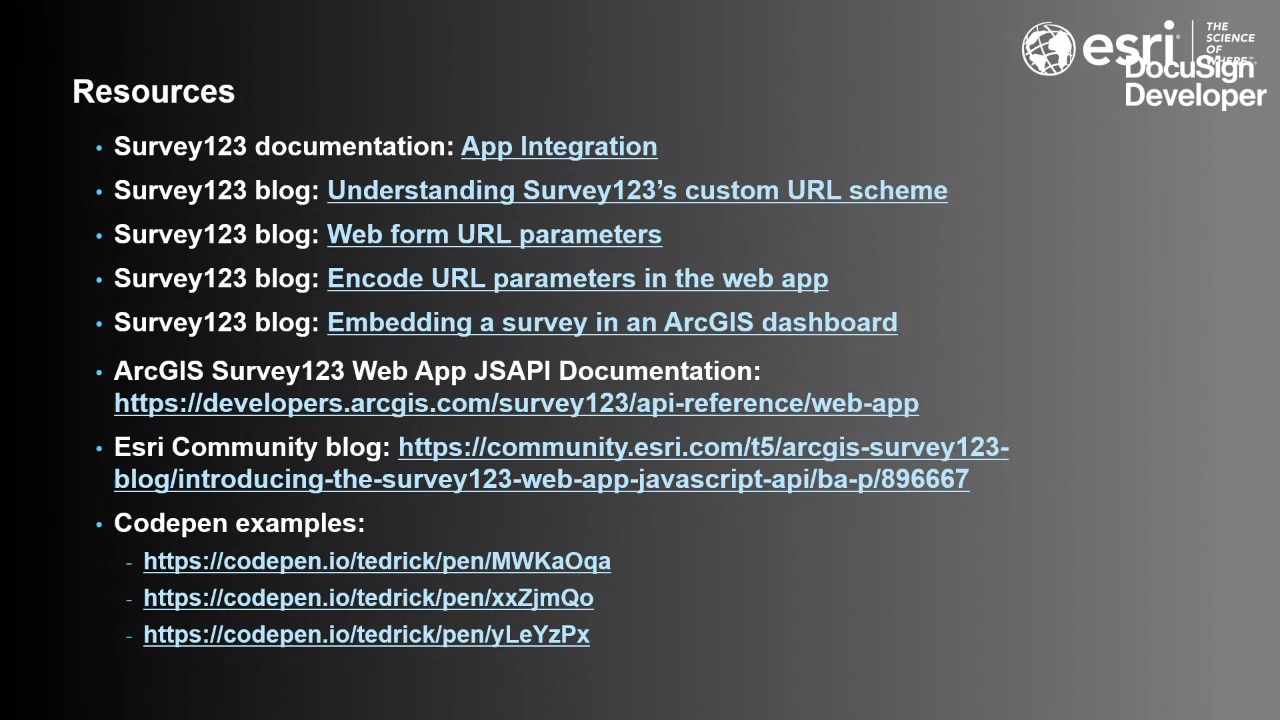 esri
THE
SCIENCE
OF
WHERE
DocuSign
Developer
Resources
• Survey123 documentation: App Integration
• Survey123 blog: Understanding Survey123’s custom URL scheme
• Survey123 blog: Web form URL parameters
• Survey123 blog: Encode URL parameters in the web app
• Survey123 blog: Embedding a survey in an ArcGIS dashboard
• ArcGIS Survey123 Web App JSAPI Documentation:
https://developers.arcgis.com/survey123/api-reference/web-app
• Esri Community blog: https://community.esri.com/t5/arcgis-survey123-
blog/introducing-the-survey123-web-app-javascript-api/ba-p/896667
• Codepen examples:
- https://codepen.io/tedrick/pen/MWKaOqa
- https://codepen.io/tedrick/pen/xxZjmQo
- https://codepen.io/tedrick/pen/yLeYzPx